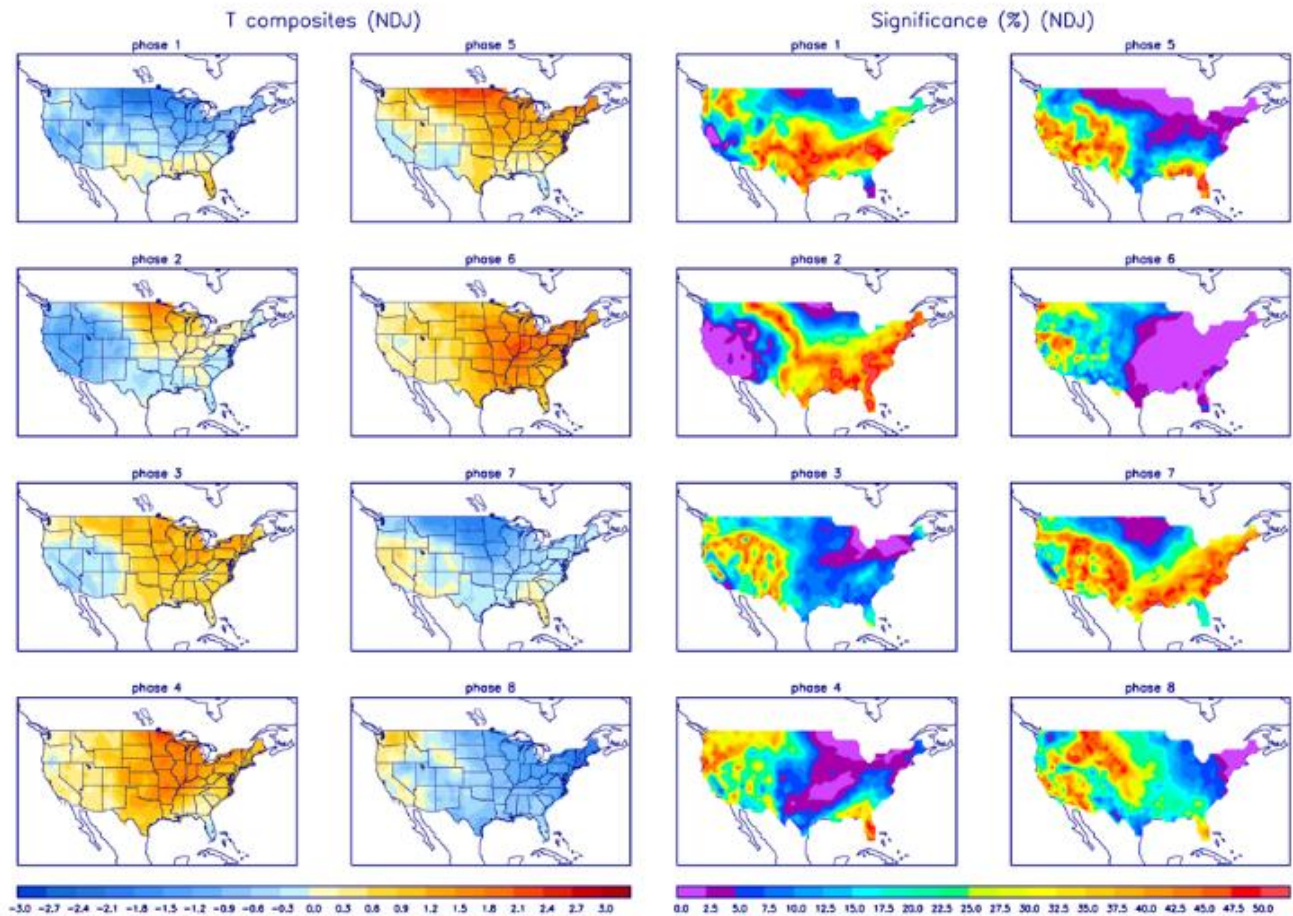 T composites (NDJ)
Significance (%) (NDJ)
phase 1
phase 5
phase 1
phase 5
phase 2
phase 6
phase 2
phase 6
phase 3
phase 7
phase 3
phase 7
phase 4
phase 8
phase 4
phase 8
-3.0 -2.7 -2.4 -2.1 -1.8 -1.5 -1.2 -0.9 -0.6 -0.3 0.0 0.3 0.6 0.9 1.2 1.5 1.8 2.1 2.4 2.7 3.0
0.0 2.5 5.0 7.5 10.0 12.5 15.0 17.5 20.0 22.5 25.0 27.5 30.0 32.5 35.0 37.5 40.0 42.5 45.0 47.5 50.0